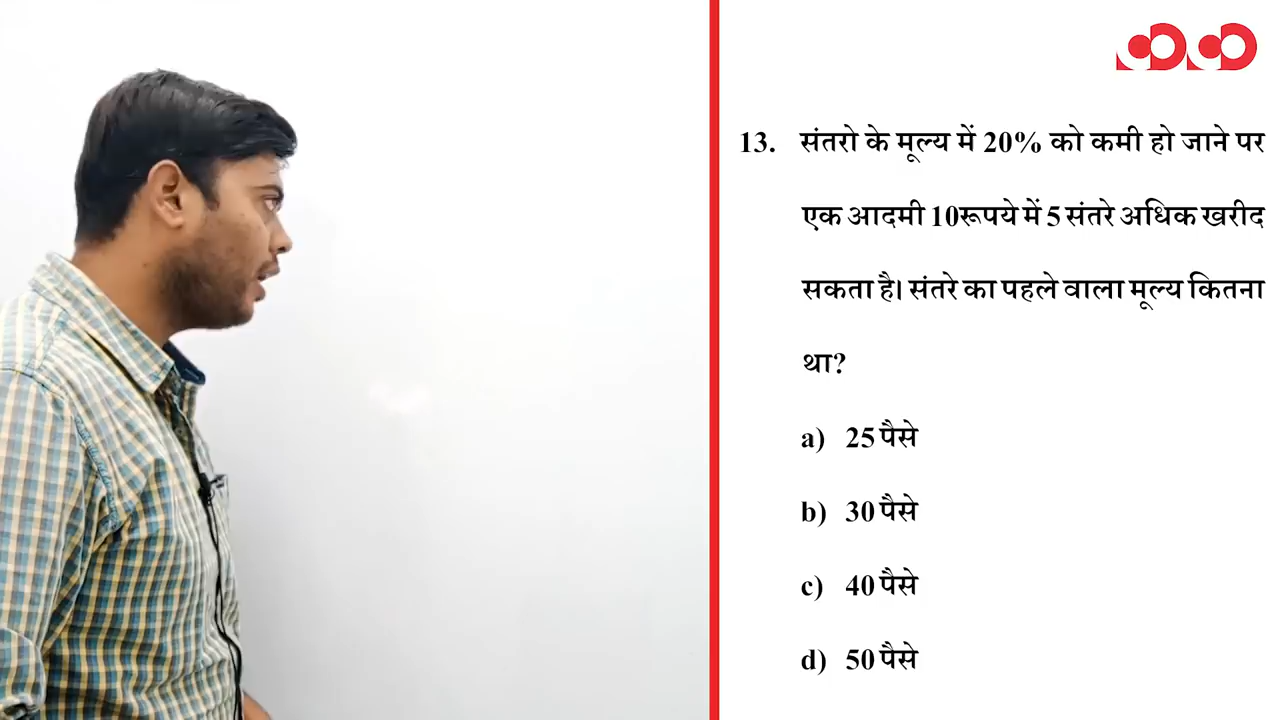 13. संतरो के मूल्य में 20% को कमी हो जाने पर
एक आदमी 10रूपये में 5 संतरे अधिक खरीद
सकता है। संतरे का पहले वाला मूल्य कितना
था?
a) 25 पैसे
b) 30 पैसे
c) 40 पैसे
d) 50 पैसे